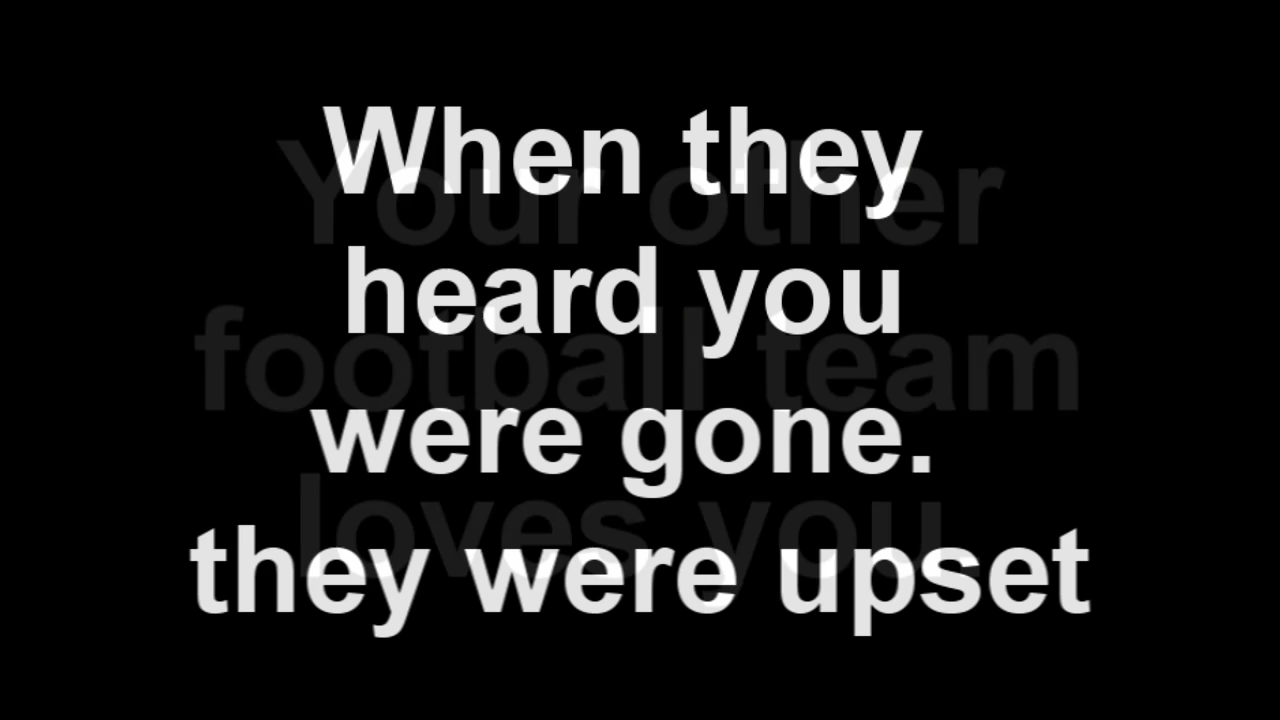 When they
heard you
were gone.
they were upset
Your other
football team
loves you